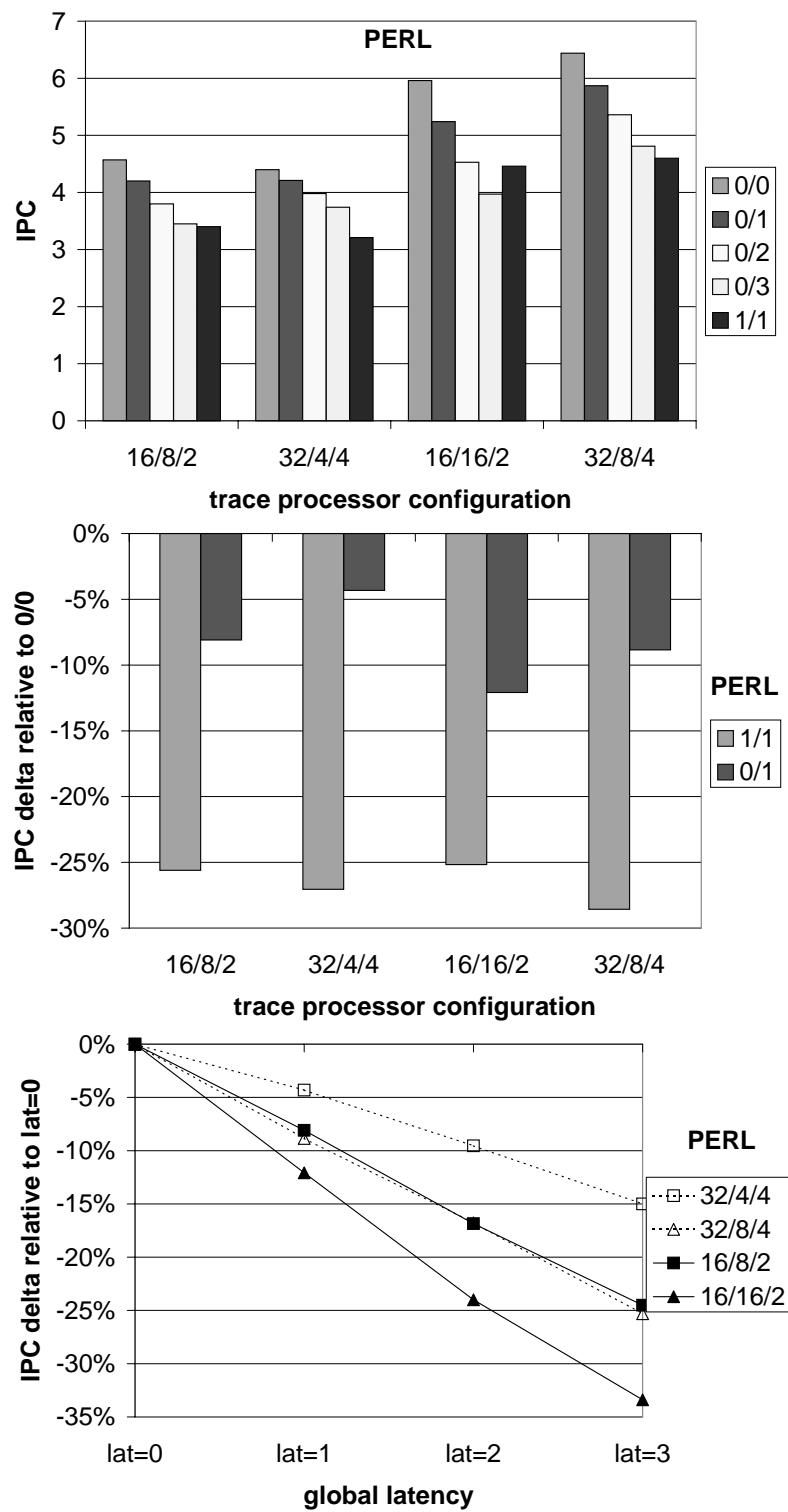 7
PERL
6
5
4
3
2
1
0
IPC
0/0
0/1
0/2
0/3
1/1
16/8/2 32/4/4 16/16/2 32/8/4
trace processor configuration
0%
-5%
-10%
-15%
-20%
-25%
-30%
IPC delta relative to 0/0
PERL
1/1
0/1
16/8/2 32/4/4 16/16/2 32/8/4
trace processor configuration
0%
-5%
-10%
-15%
-20%
-25%
-30%
-35%
IPC delta relative to lat=0
PERL
32/4/4
32/8/4
16/8/2
16/16/2
lat=0 lat=1 lat=2 lat=3
global latency